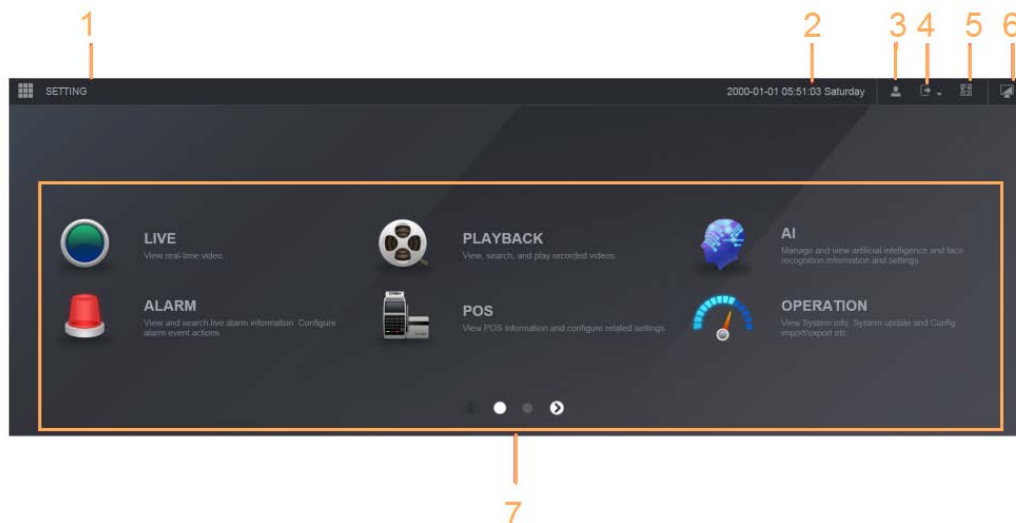 1 2 3 4 5 6
SETTING 2000-01-01 05:51:03 Saturday
LIVE
View real-time video
PLAYBACK
View, search, and play recorded videos
AI
Manage and view artificial intelligence and face
recognition information and settings
ALARM
View and search live alarm information Configure
alarm event actions
POS
View POS information and configure related settings
OPERATION
View System info, System update and Config
import/export etc
7